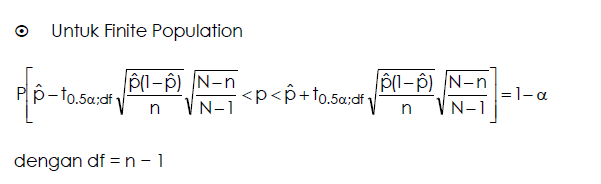 ⊙ Untuk Finite Population
P[p̂ − t₀.₅α;df √(p̂(1−p̂)/n) √((N−n)/(N−1)) < p < p̂ + t₀.₅α;df √(p̂(1−p̂)/n) √((N−n)/(N−1))] = 1 − α
dengan df = n − 1